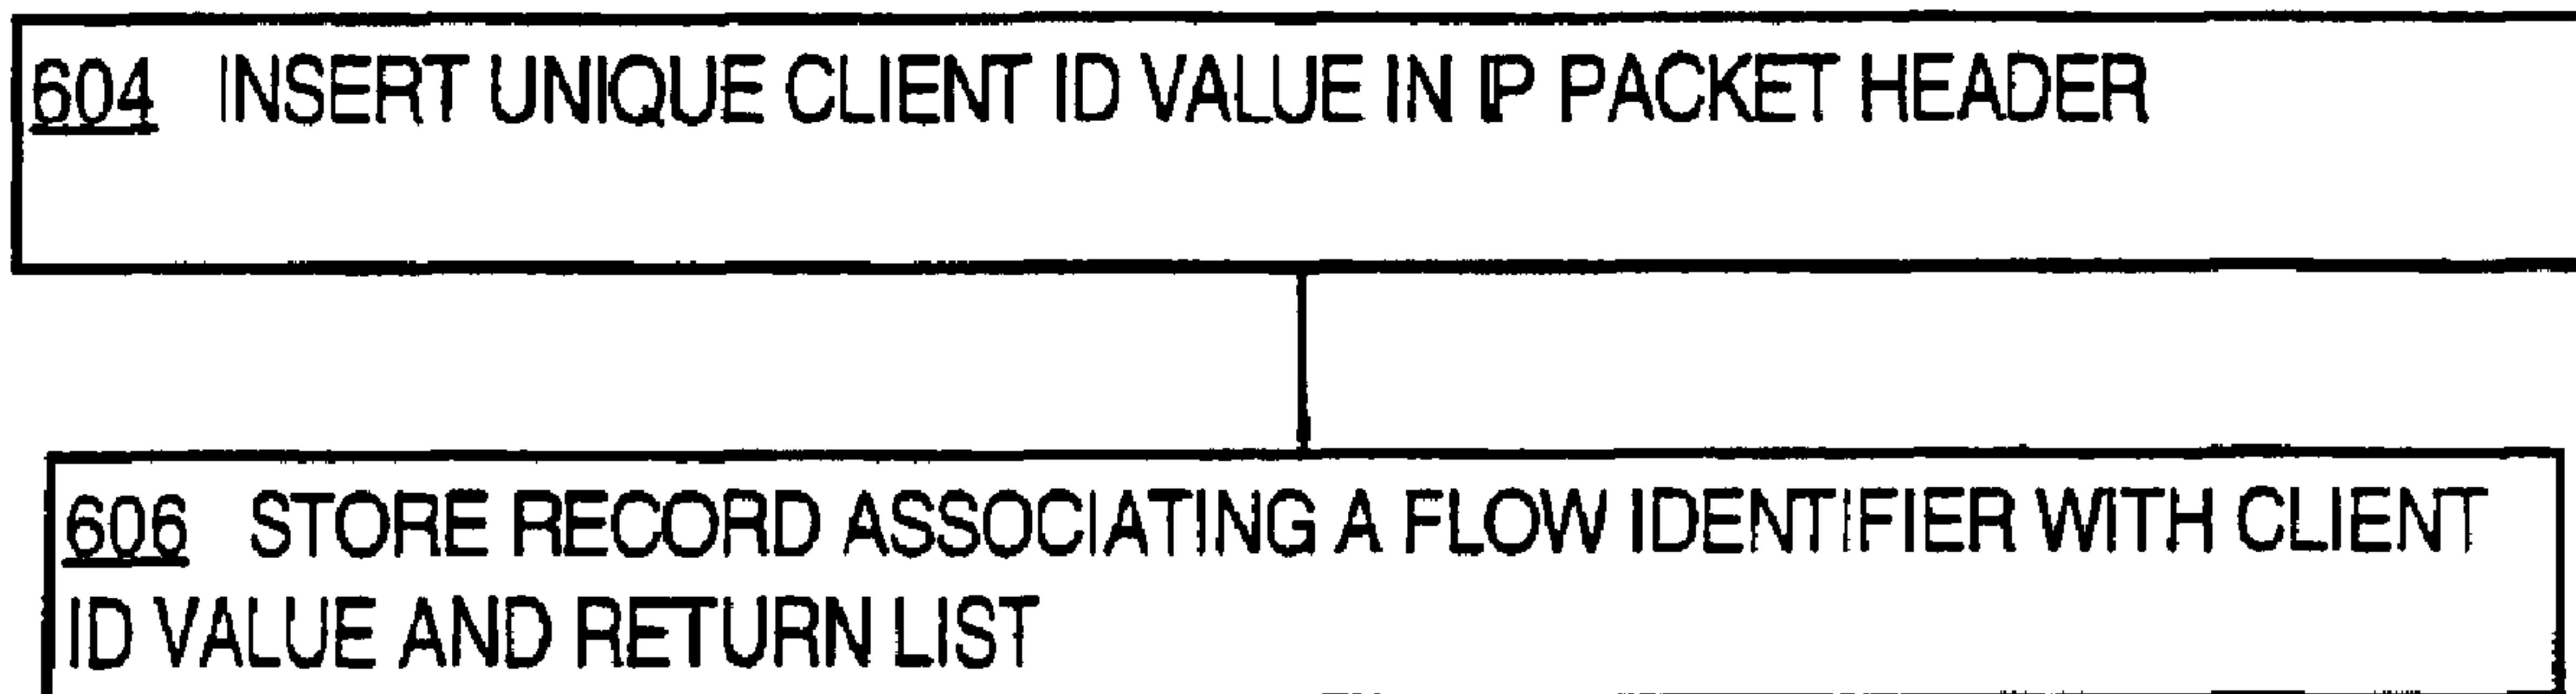 604 INSERT UNIQUE CLIENT ID VALUE IN IP PACKET HEADER
606 STORE RECORD ASSOCIATING A FLOW IDENTIFIER WITH CLIENT
ID VALUE AND RETURN LIST